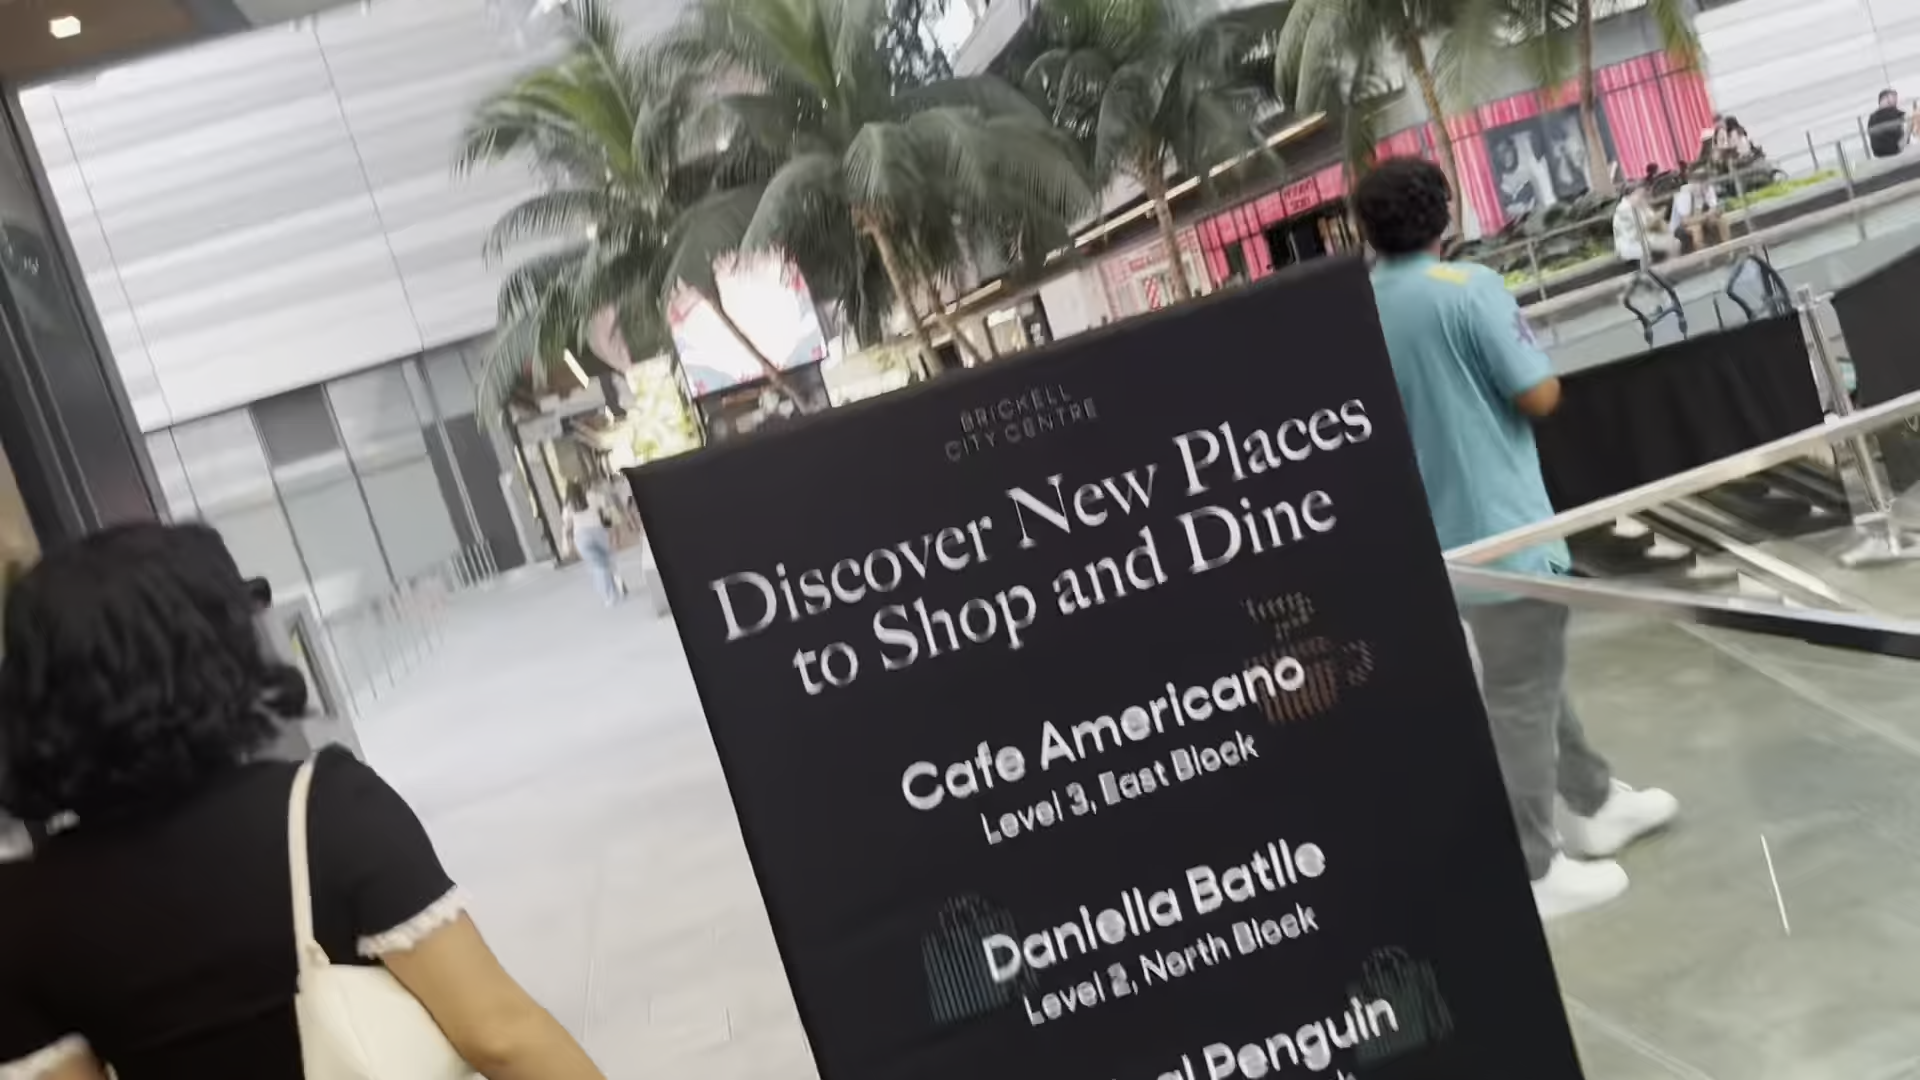 BRICKELL
CITY CENTRE
Discover New Places
to Shop and Dine
Cafe Americano
Level 3, East Block
Daniella Batlle
Level 2, North Block
Penguin